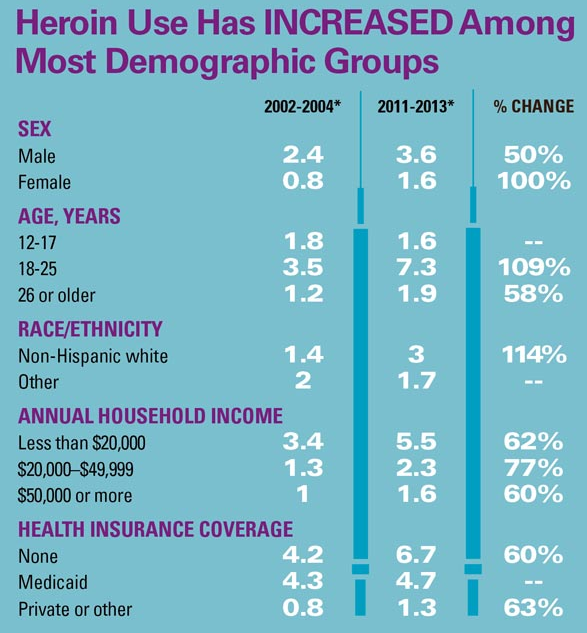 Heroin Use Has INCREASED Among
Most Demographic Groups
2002-2004* 2011-2013* % CHANGE
SEX
Male 2.4 3.6 50%
Female 0.8 1.6 100%
AGE, YEARS
12-17 1.8 1.6 --
18-25 3.5 7.3 109%
26 or older 1.2 1.9 58%
RACE/ETHNICITY
Non-Hispanic white 1.4 3 114%
Other 2 1.7 --
ANNUAL HOUSEHOLD INCOME
Less than $20,000 3.4 5.5 62%
$20,000–$49,999 1.3 2.3 77%
$50,000 or more 1 1.6 60%
HEALTH INSURANCE COVERAGE
None 4.2 6.7 60%
Medicaid 4.3 4.7 --
Private or other 0.8 1.3 63%